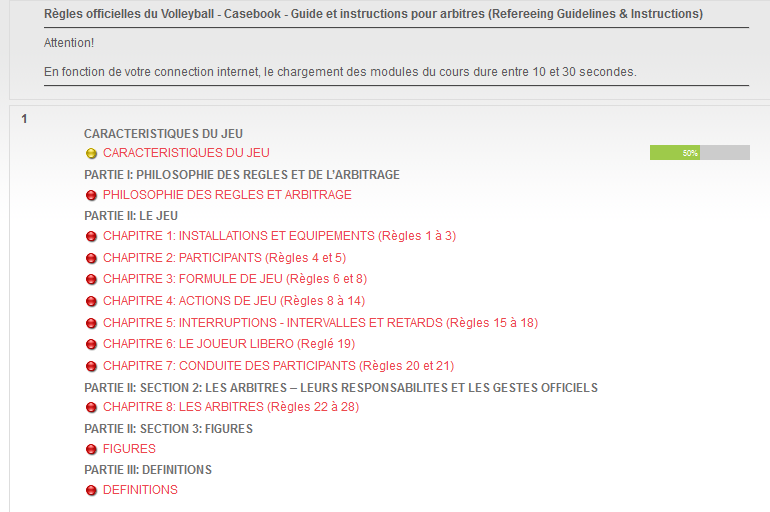 Règles officielles du Volleyball - Casebook - Guide et instructions pour arbitres (Refereeing Guidelines & Instructions)
Attention!
En fonction de votre connection internet, le chargement des modules du cours dure entre 10 et 30 secondes.
1
CARACTERISTIQUES DU JEU
CARACTERISTIQUES DU JEU
50%
PARTIE I: PHILOSOPHIE DES REGLES ET DE L'ARBITRAGE
PHILOSOPHIE DES REGLES ET ARBITRAGE
PARTIE II: LE JEU
CHAPITRE 1: INSTALLATIONS ET EQUIPEMENTS (Règles 1 à 3)
CHAPITRE 2: PARTICIPANTS (Règles 4 et 5)
CHAPITRE 3: FORMULE DE JEU (Règles 6 et 8)
CHAPITRE 4: ACTIONS DE JEU (Règles 8 à 14)
CHAPITRE 5: INTERRUPTIONS - INTERVALLES ET RETARDS (Règles 15 à 18)
CHAPITRE 6: LE JOUEUR LIBERO (Reglé 19)
CHAPITRE 7: CONDUITE DES PARTICIPANTS (Règles 20 et 21)
PARTIE II: SECTION 2: LES ARBITRES – LEURS RESPONSABILITES ET LES GESTES OFFICIELS
CHAPITRE 8: LES ARBITRES (Règles 22 à 28)
PARTIE II: SECTION 3: FIGURES
FIGURES
PARTIE III: DEFINITIONS
DEFINITIONS